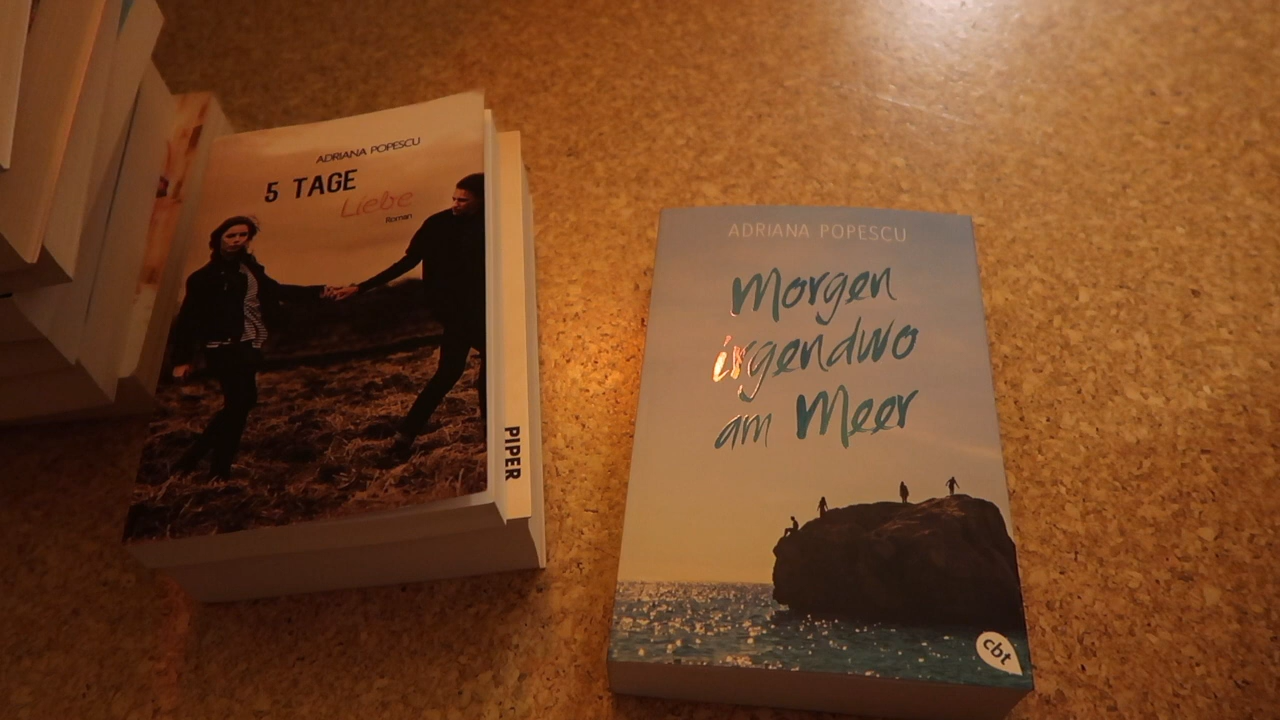 ADRIANA POPESCU
5 TAGE
Liebe
Roman
PIPER
ADRIANA POPESCU
Morgen
irgendwo
am Meer
cbt